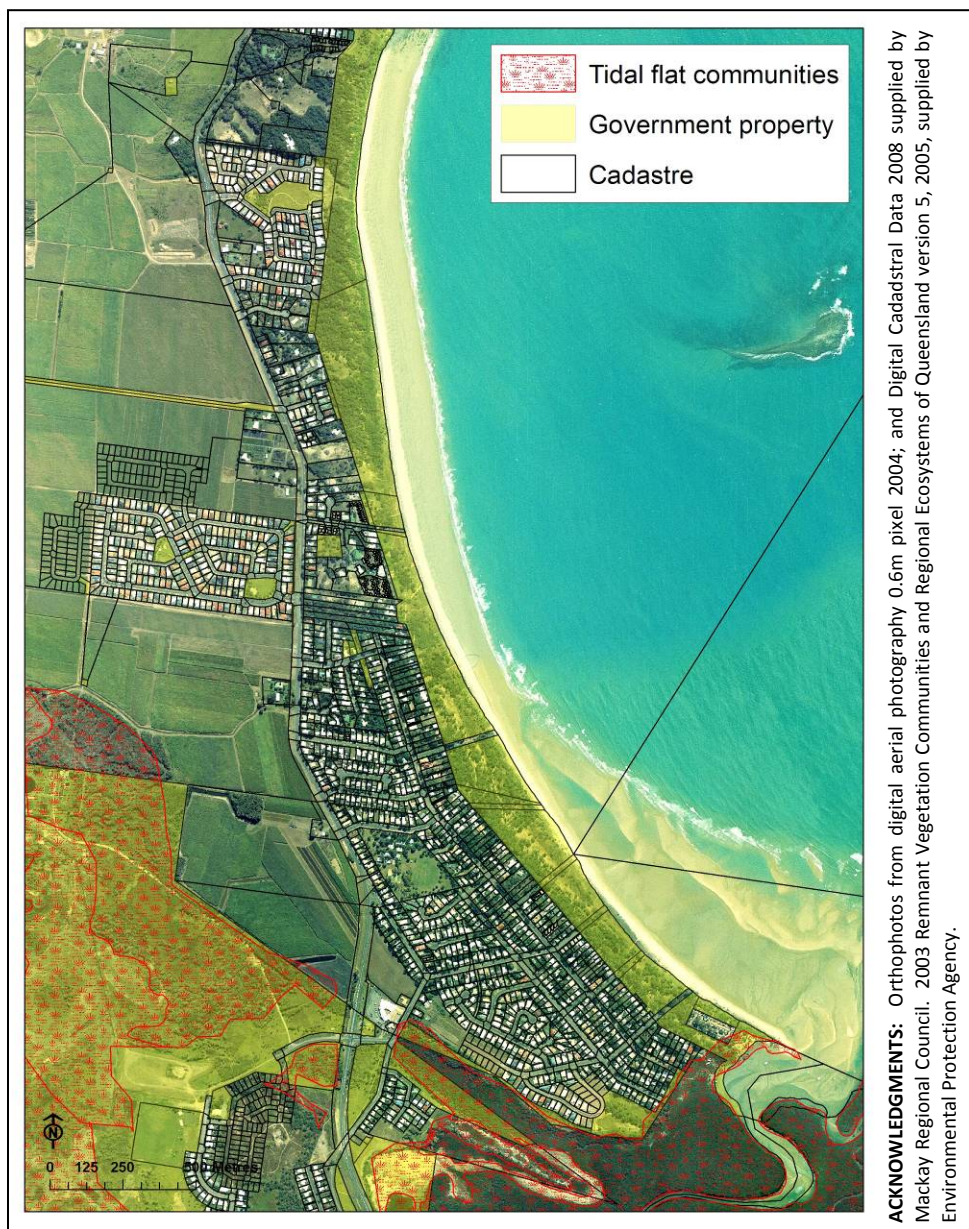 Tidal flat communities
Government property
Cadastre
N
0 125 250 500 Metres
ACKNOWLEDGMENTS: Orthophotos from digital aerial photography 0.6m pixel 2004; and Digital Cadadstral Data 2008 supplied by
Mackay Regional Council. 2003 Remnant Vegetation Communities and Regional Ecosystems of Queensland version 5, 2005, supplied by
Environmental Protection Agency.